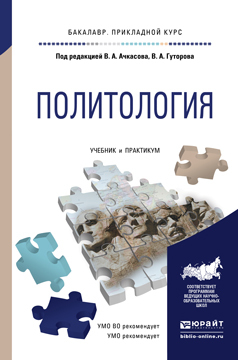 БАКАЛАВР. ПРИКЛАДНОЙ КУРС
Под редакцией В. А. Ачкасова, В. А. Гуторова
ПОЛИТОЛОГИЯ
УЧЕБНИК и ПРАКТИКУМ
СООТВЕТСТВУЕТ
ПРОГРАММАМ
ВЕДУЩИХ НАУЧНО-
ОБРАЗОВАТЕЛЬНЫХ
ШКОЛ
УМО ВО рекомендует
УМО рекомендует
ЮРАЙТ
ИЗДАТЕЛЬСТВО
biblio-online.ru